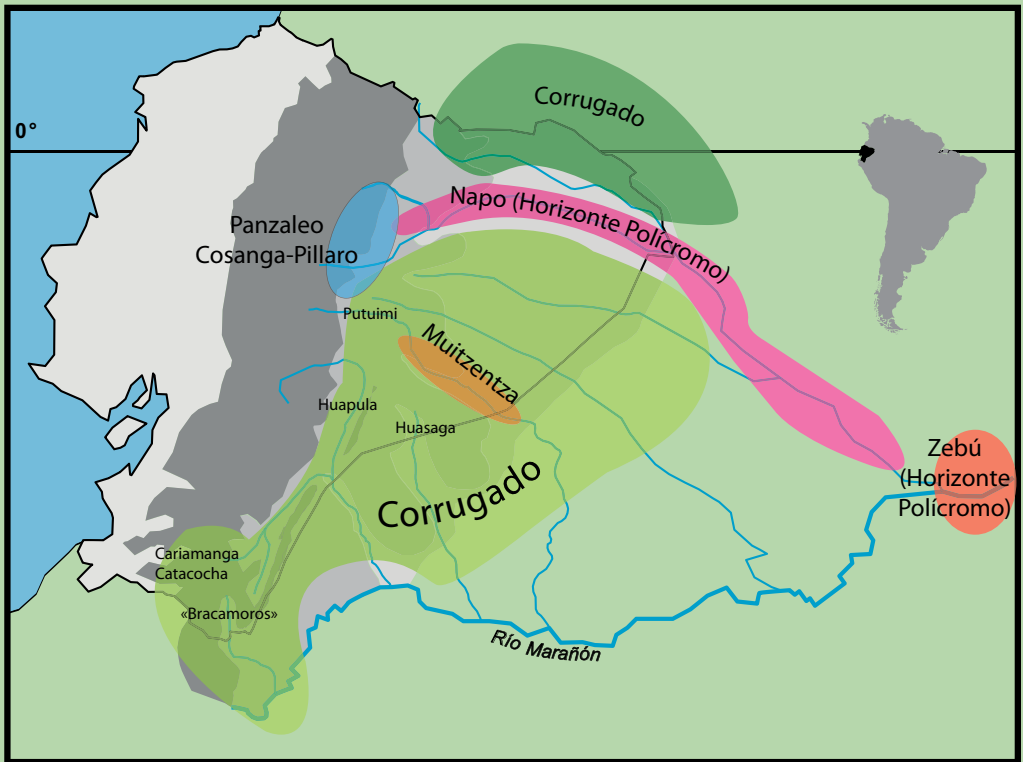 Corrugado
0°
Napo (Horizonte Polícromo)
Panzaleo
Cosanga-Pillaro
Putuimi
Muitzentza
Huapula
Huasaga
Corrugado
Zebú
(Horizonte
Polícromo)
Cariamanga
Catacocha
«Bracamoros»
Río Marañón